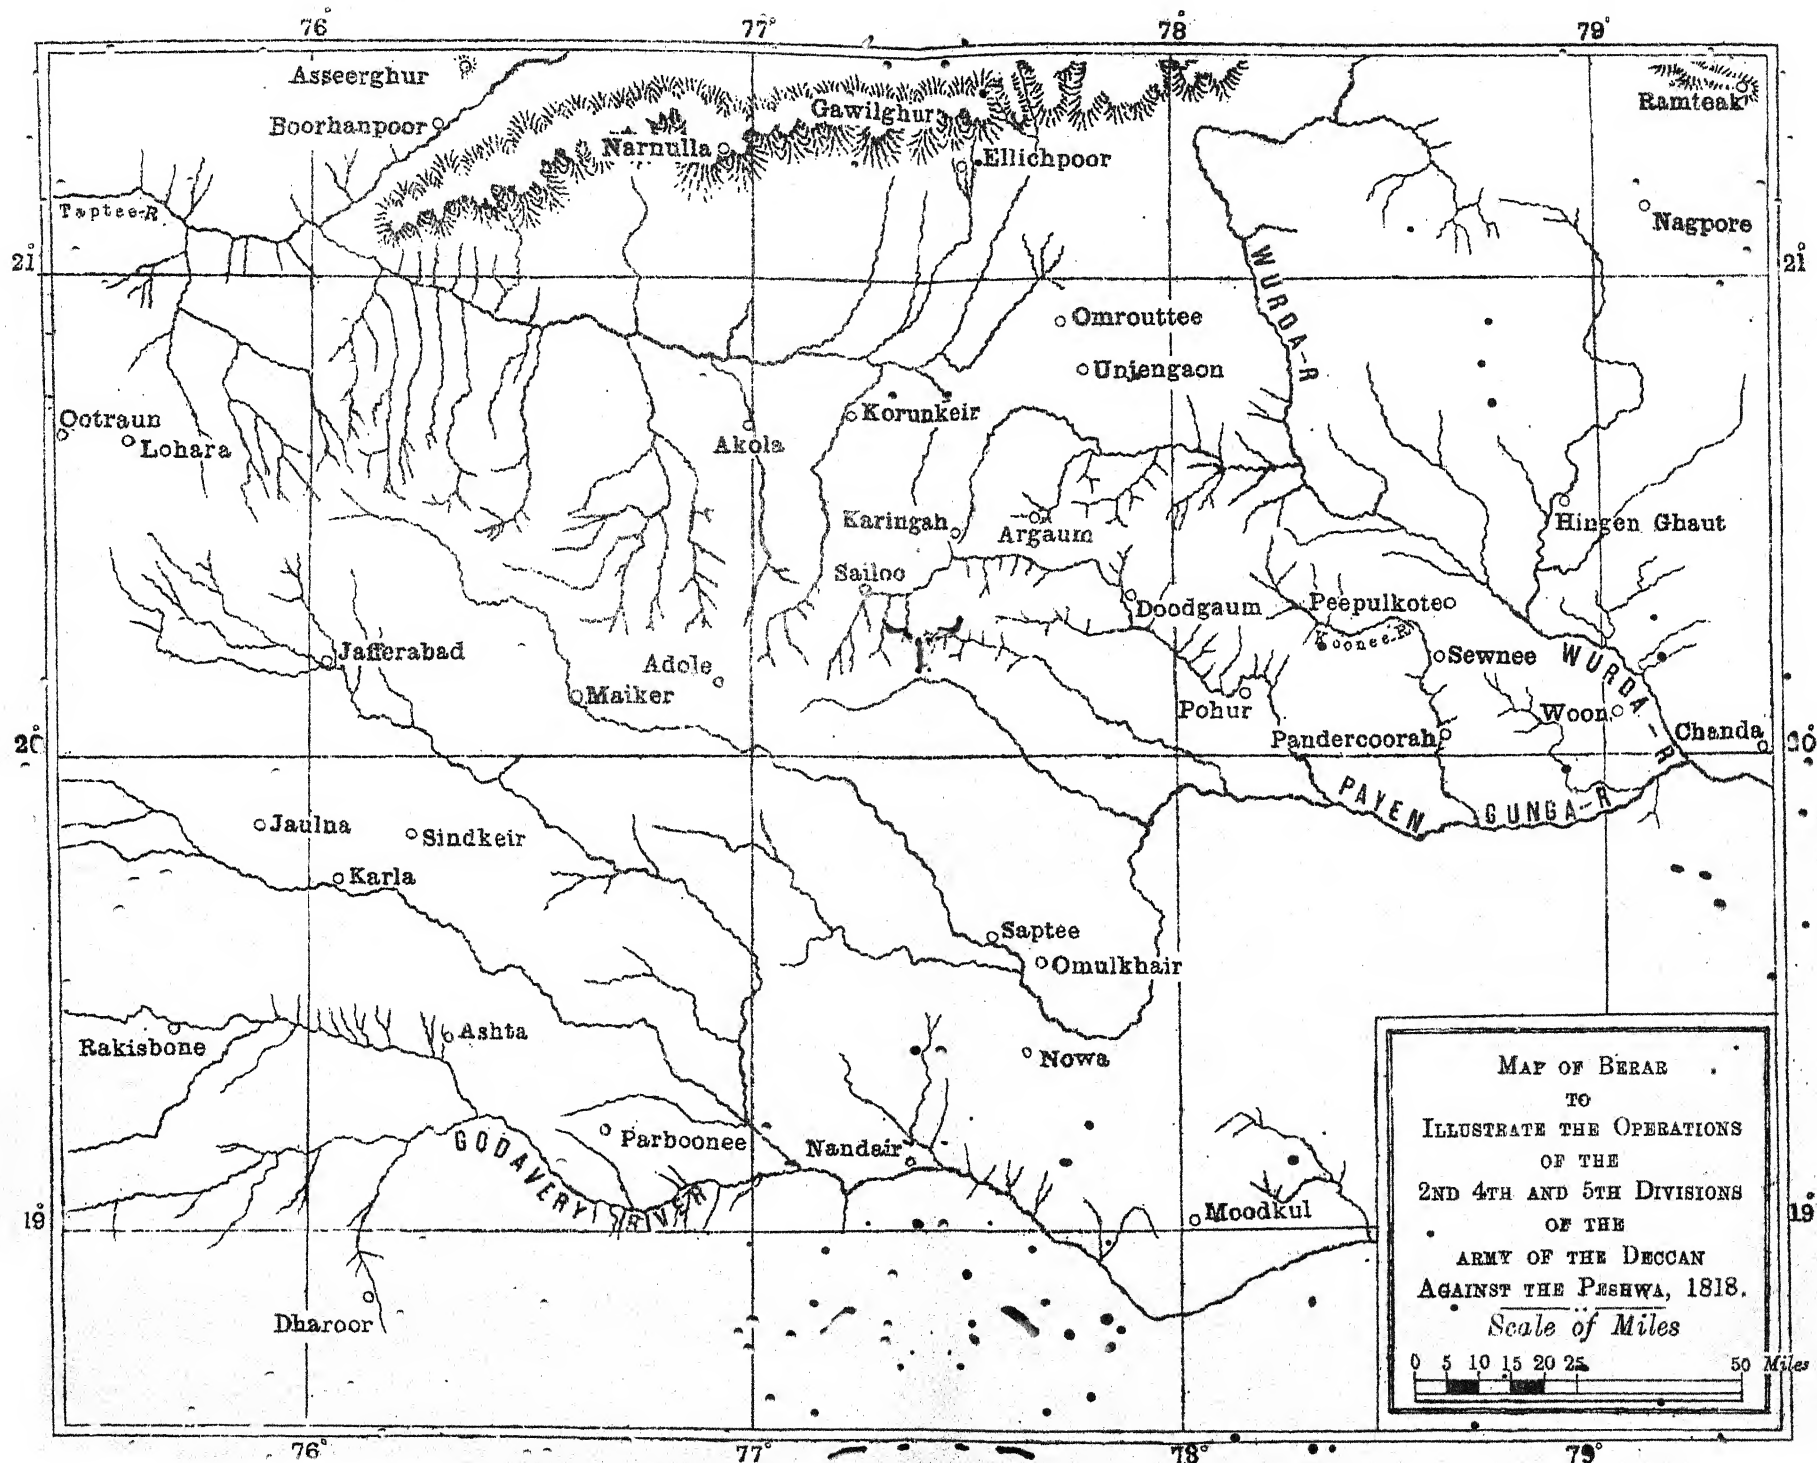 76° 77° 78° 79°
Asseerghur
Ramteak
Gawilghur
Boorhanpoor
Narnulla
Ellichpoor
Taptee-R
Nagpore
21° 21°
WURDA-R
Omrouttee
Unjengaon
Ootraun
Lohara
Korunkeir
Akola
Karingah
Argaum
Hingen Ghaut
Sailoo
Doodgaum
Peepulkote
Koonee-R
Jafferabad
Adole
Sewnee
WURDA-R
Maiker
Pohur
Woon
Pandercoorah
Chanda
20° 20°
PAYEN GUNGA-R
Jaulna
Sindkeir
Karla
Saptee
Omulkhair
Ashta
Rakisbone
Nowa
GODAVERY RIVER
Parboonee
Nandair
Moodkul
19° 19°
Dharoor
MAP OF BERAR
TO
ILLUSTRATE THE OPERATIONS
OF THE
2ND 4TH AND 5TH DIVISIONS
OF THE
ARMY OF THE DECCAN
AGAINST THE PESHWA, 1818.
Scale of Miles
0 5 10 15 20 25 50 Miles
76° 77° 78° 79°